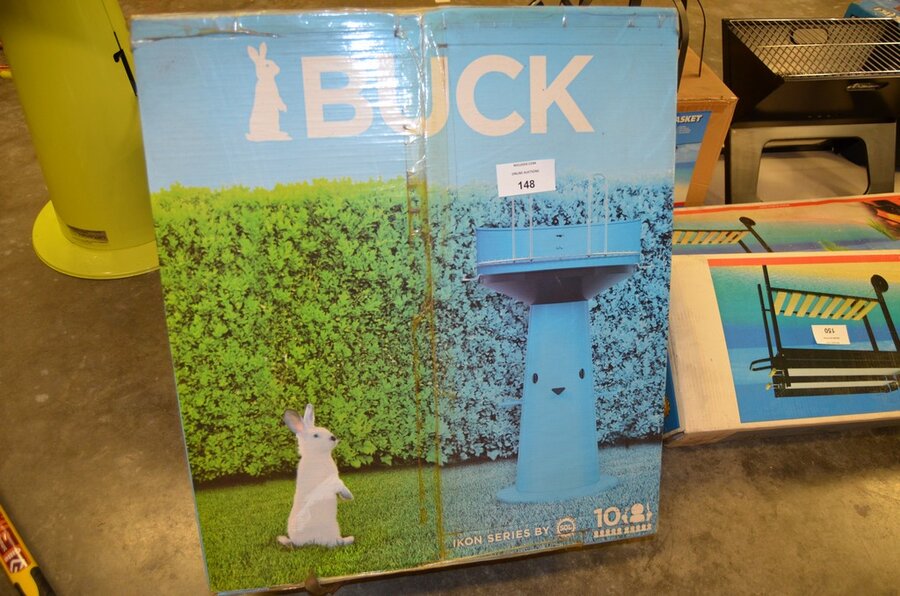 BUCK
ONLINE AUCTIONS
148
ASKET
150
IKON SERIES BY
10